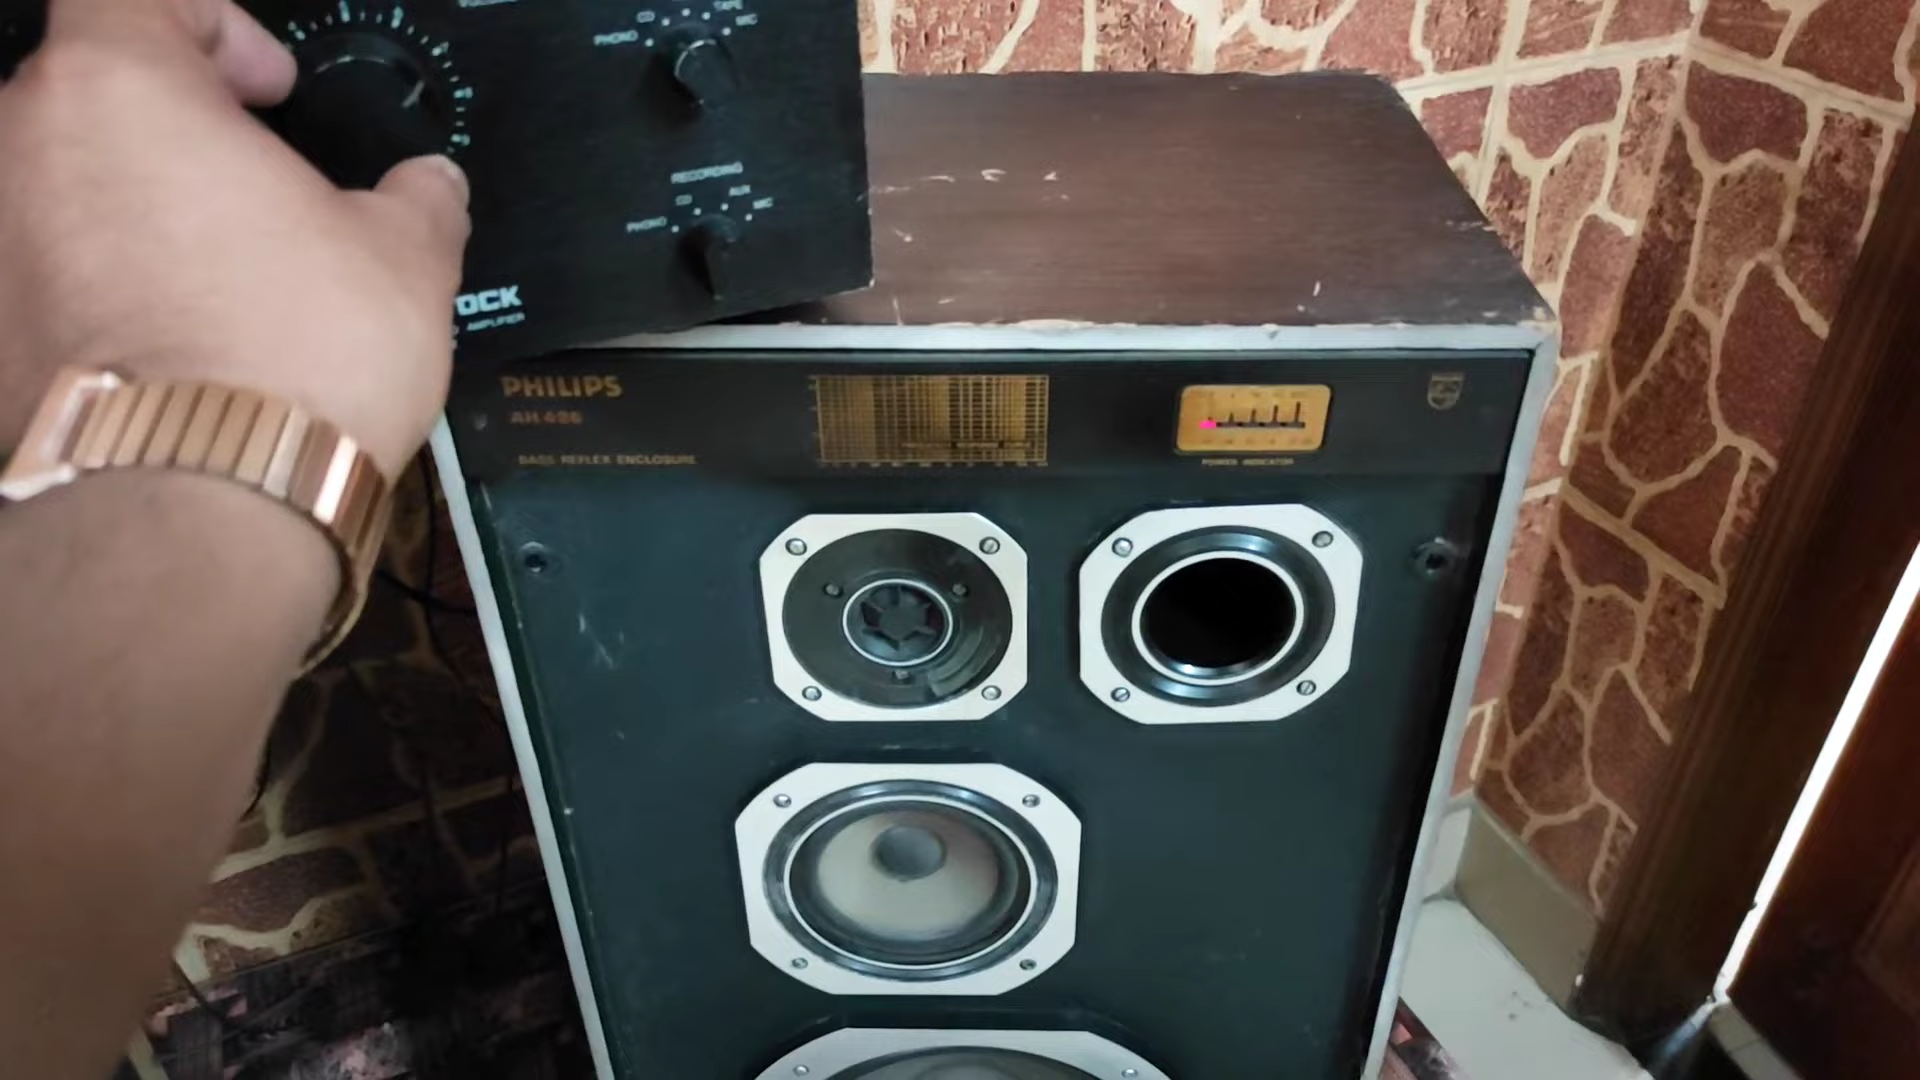 CD
TAPE
PHONO
MIC
RECORDING
CD
AUX
PHONO
MIC
OCK
AMPLIFIER
PHILIPS
AH 486
BASS REFLEX ENCLOSURE
POWER INDICATOR